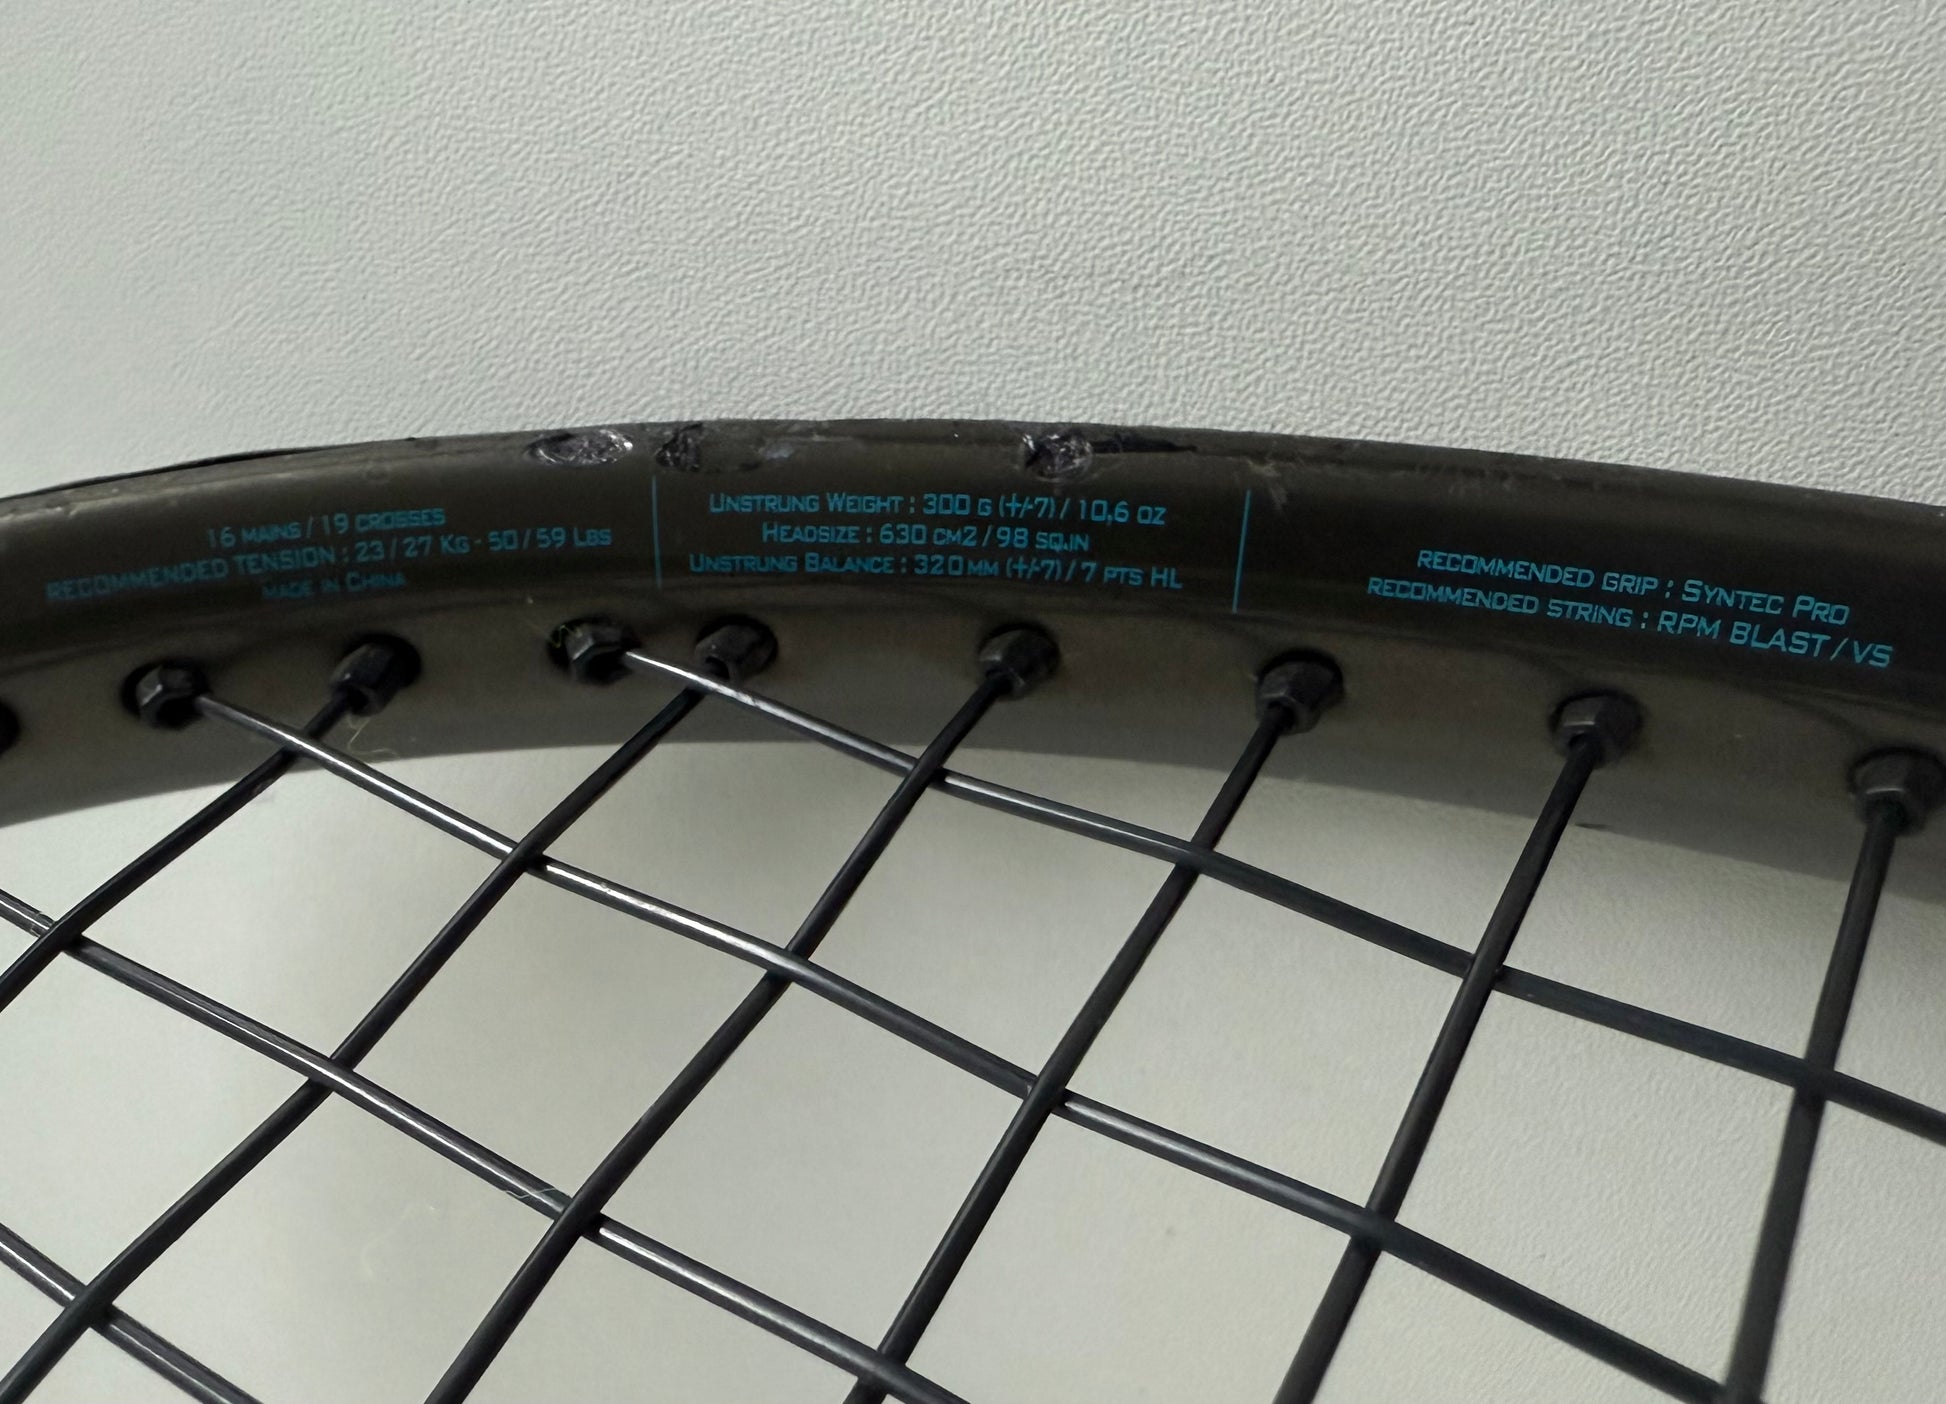 16 MAINS / 19 CROSSES
RECOMMENDED TENSION : 23 / 27 KG - 50 / 59 LBS
MADE IN CHINA
UNSTRUNG WEIGHT : 300 G (+/-7) / 10,6 OZ
HEADSIZE : 630 CM2 / 98 SQ.IN
UNSTRUNG BALANCE : 320 MM (+/-7) / 7 PTS HL
RECOMMENDED GRIP : SYNTEC PRO
RECOMMENDED STRING : RPM BLAST / VS